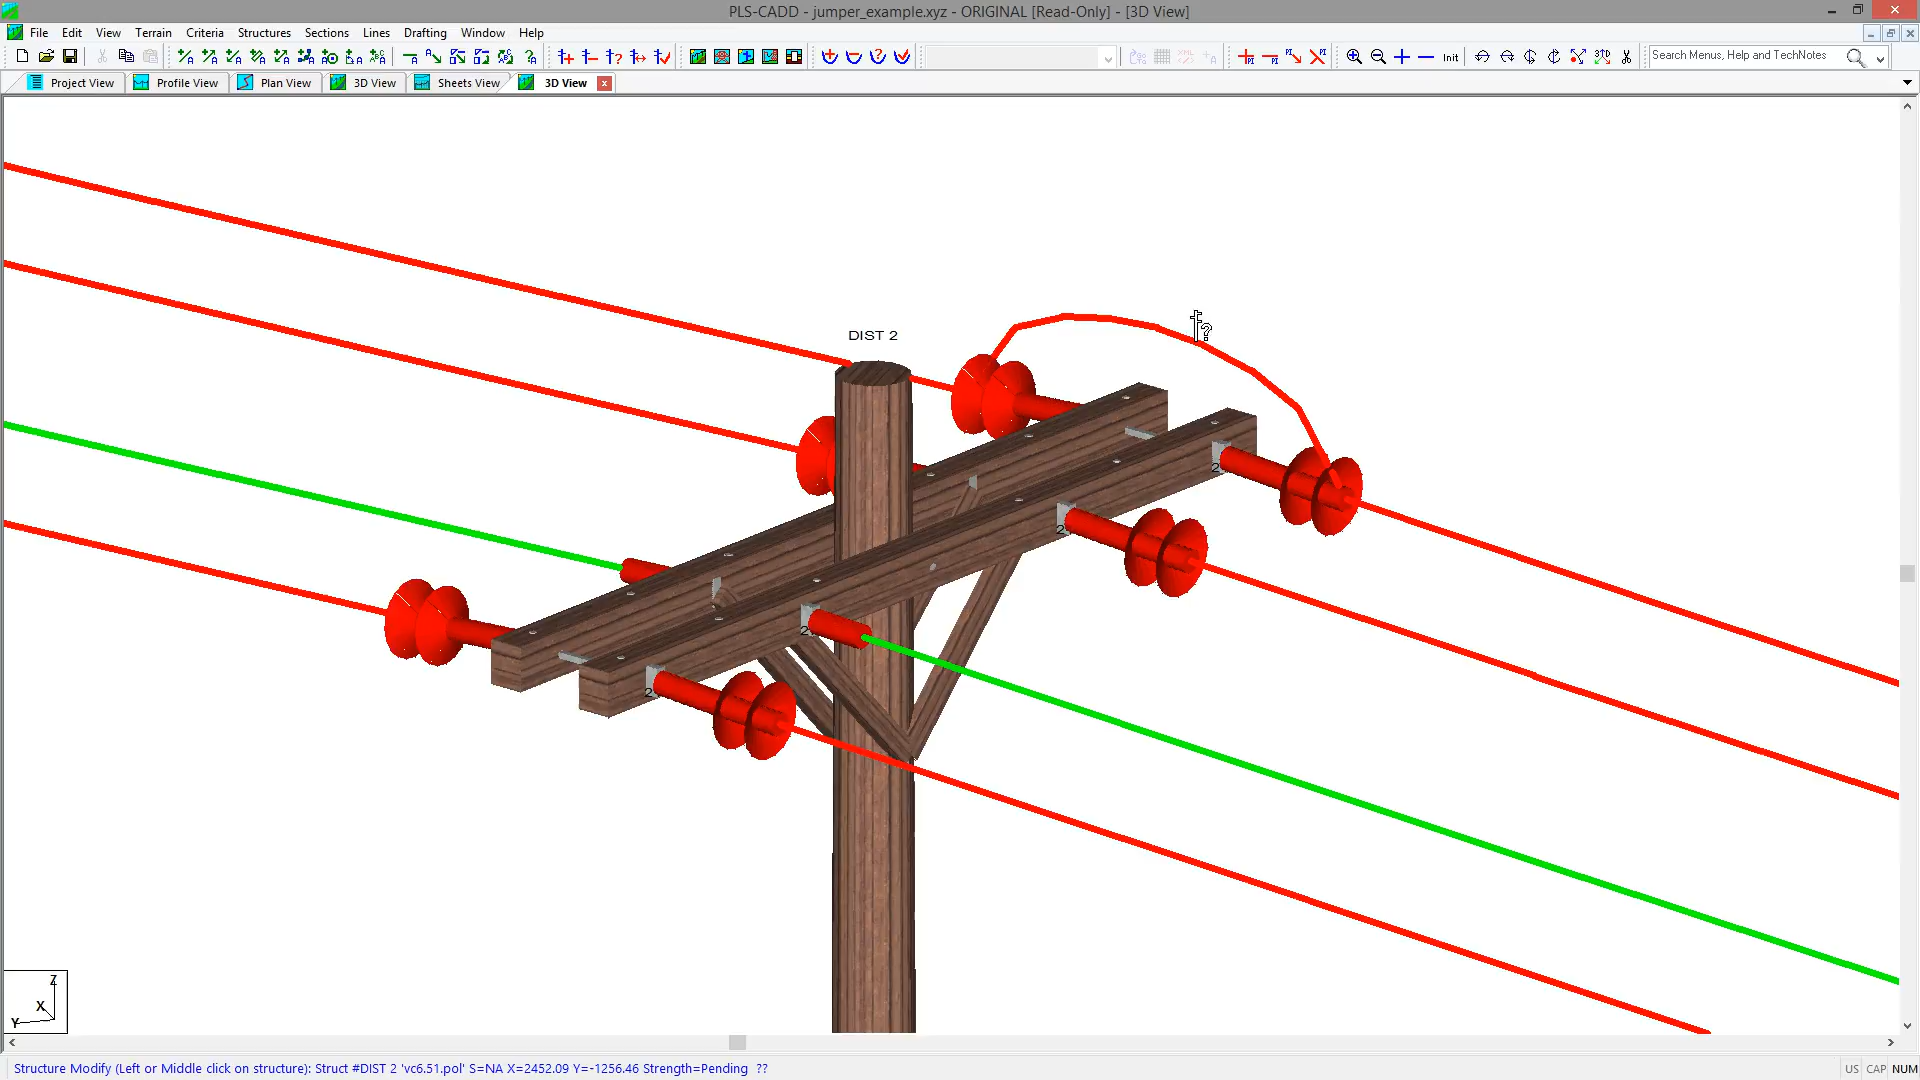 PLS-CADD - jumper_example.xyz - ORIGINAL [Read-Only] - [3D View]
File Edit View Terrain Criteria Structures Sections Lines Drafting Window Help
Init 3TD Search Menus, Help and TechNotes
Project View Profile View Plan View 3D View Sheets View 3D View
DIST 2
2
2
2
2
Z
X
Y
Structure Modify (Left or Middle click on structure): Struct #DIST 2 'vc6.51.pol' S=NA X=2452.09 Y=-1256.46 Strength=Pending ?? US CAP NUM